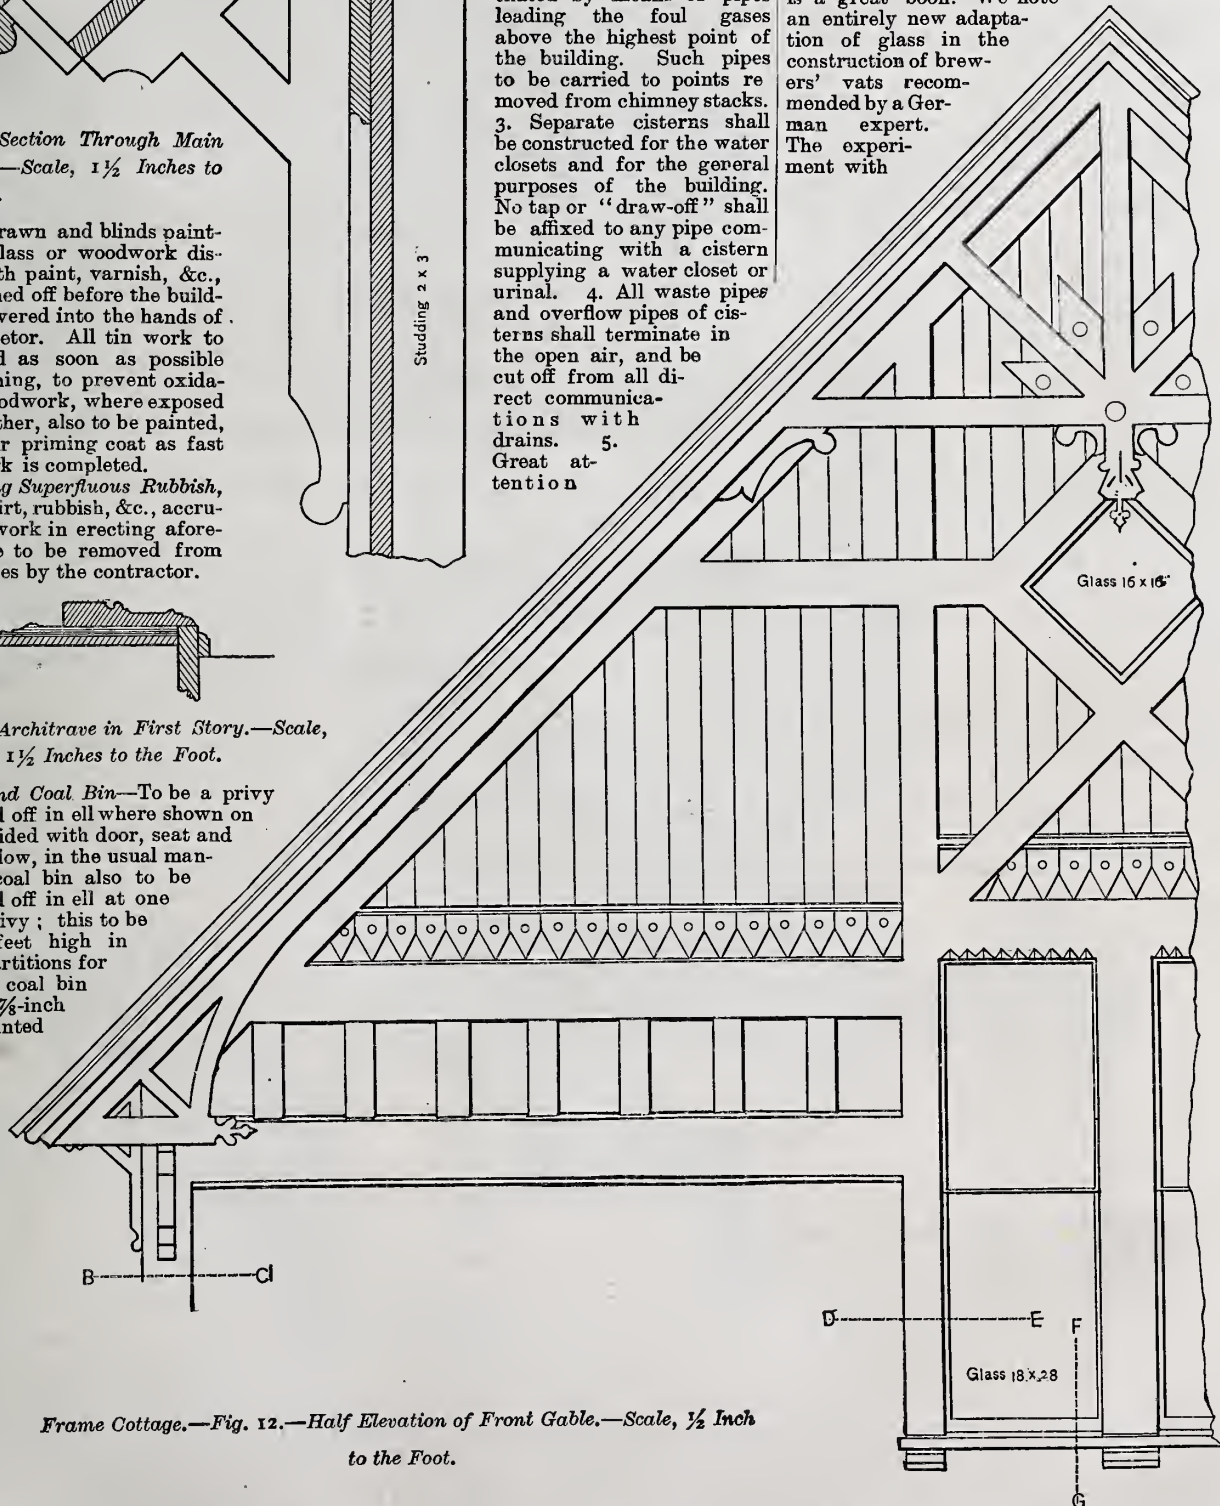 Section Through Main
—Scale, 1½ Inches to
rawn and blinds paint-
lass or woodwork dis-
th paint, varnish, &c.,
ned off before the build-
vered into the hands of
etor. All tin work to
d as soon as possible
ning, to prevent oxida-
odwork, where exposed
ther, also to be painted,
r priming coat as fast
k is completed.
g Superfluous Rubbish,
irt, rubbish, &c., accru-
work in erecting afore-
e to be removed from
es by the contractor.
Architrave in First Story.—Scale,
1½ Inches to the Foot.
nd Coal Bin—To be a privy
d off in ell where shown on
ided with door, seat and
low, in the usual man-
coal bin also to be
d off in ell at one
ivy; this to be
feet high in
artitions for
coal bin
⅞-inch
nted
Studding 2 x 3"
leading the foul gases
above the highest point of
the building. Such pipes
to be carried to points re
moved from chimney stacks.
3. Separate cisterns shall
be constructed for the water
closets and for the general
purposes of the building.
No tap or "draw-off" shall
be affixed to any pipe com-
municating with a cistern
supplying a water closet or
urinal. 4. All waste pipes
and overflow pipes of cis-
terns shall terminate in
the open air, and be
cut off from all di-
rect communica-
tions with
drains. 5.
Great at-
tention
is a great boon. We note
an entirely new adapta-
tion of glass in the
construction of brew-
ers' vats recom-
mended by a Ger-
man expert.
The experi-
ment with
Glass 16 x 16"
B
C
D
E
F
Glass 18 x 28
G
Frame Cottage.—Fig. 12.—Half Elevation of Front Gable.—Scale, ½ Inch
to the Foot.